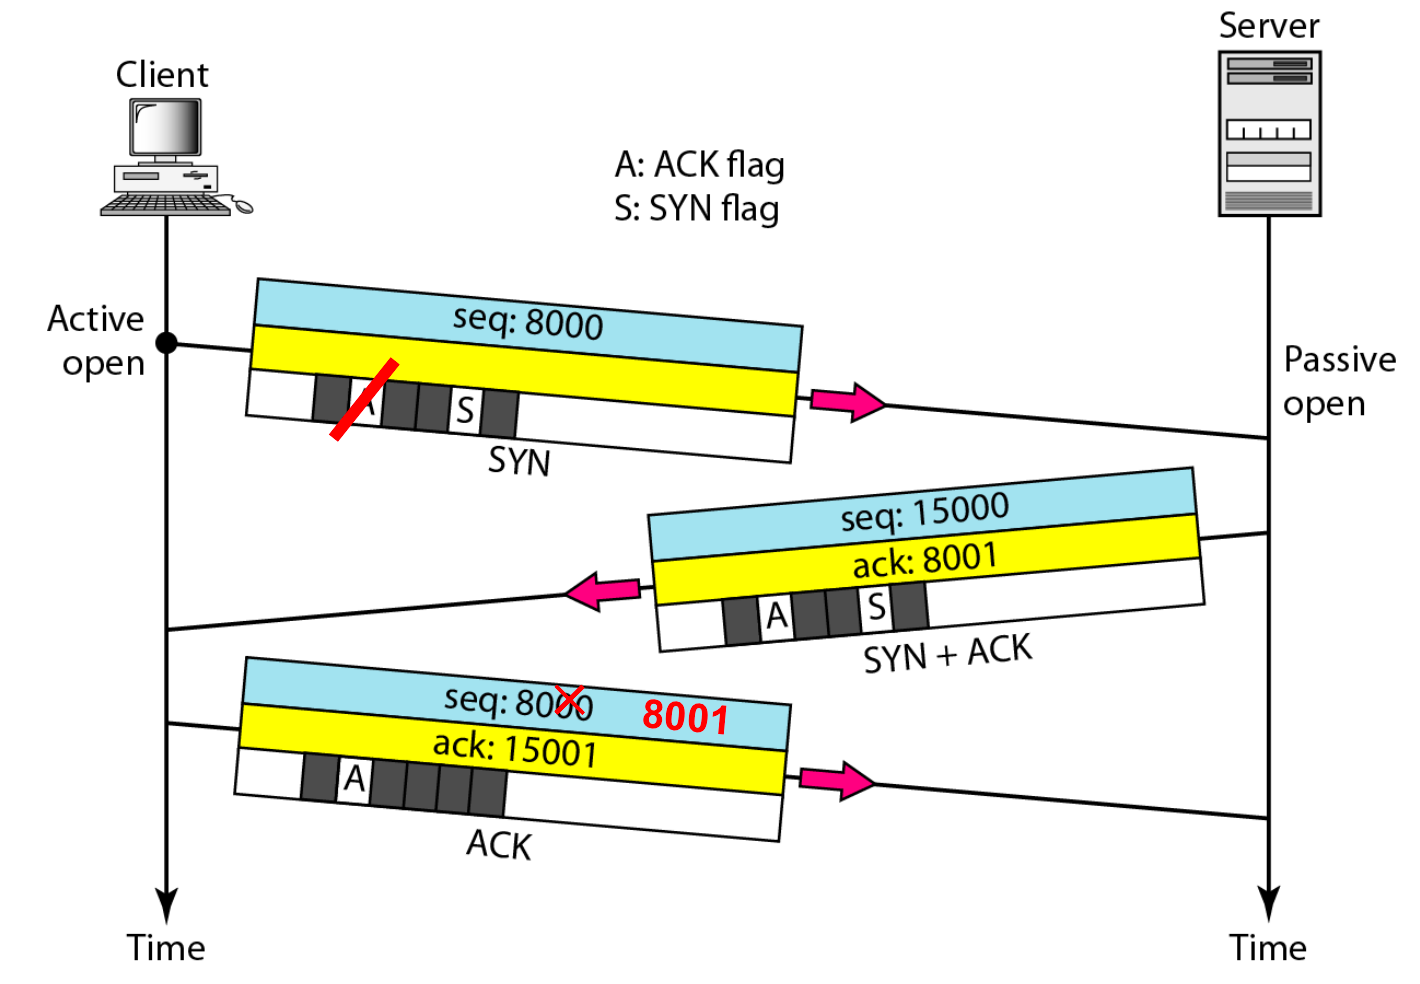 Server
Client
A: ACK flag
S: SYN flag
Active
open
seq: 8000
A
S
SYN
Passive
open
seq: 15000
ack: 8001
A
S
SYN + ACK
seq: 8000 8001
ack: 15001
A
ACK
Time
Time